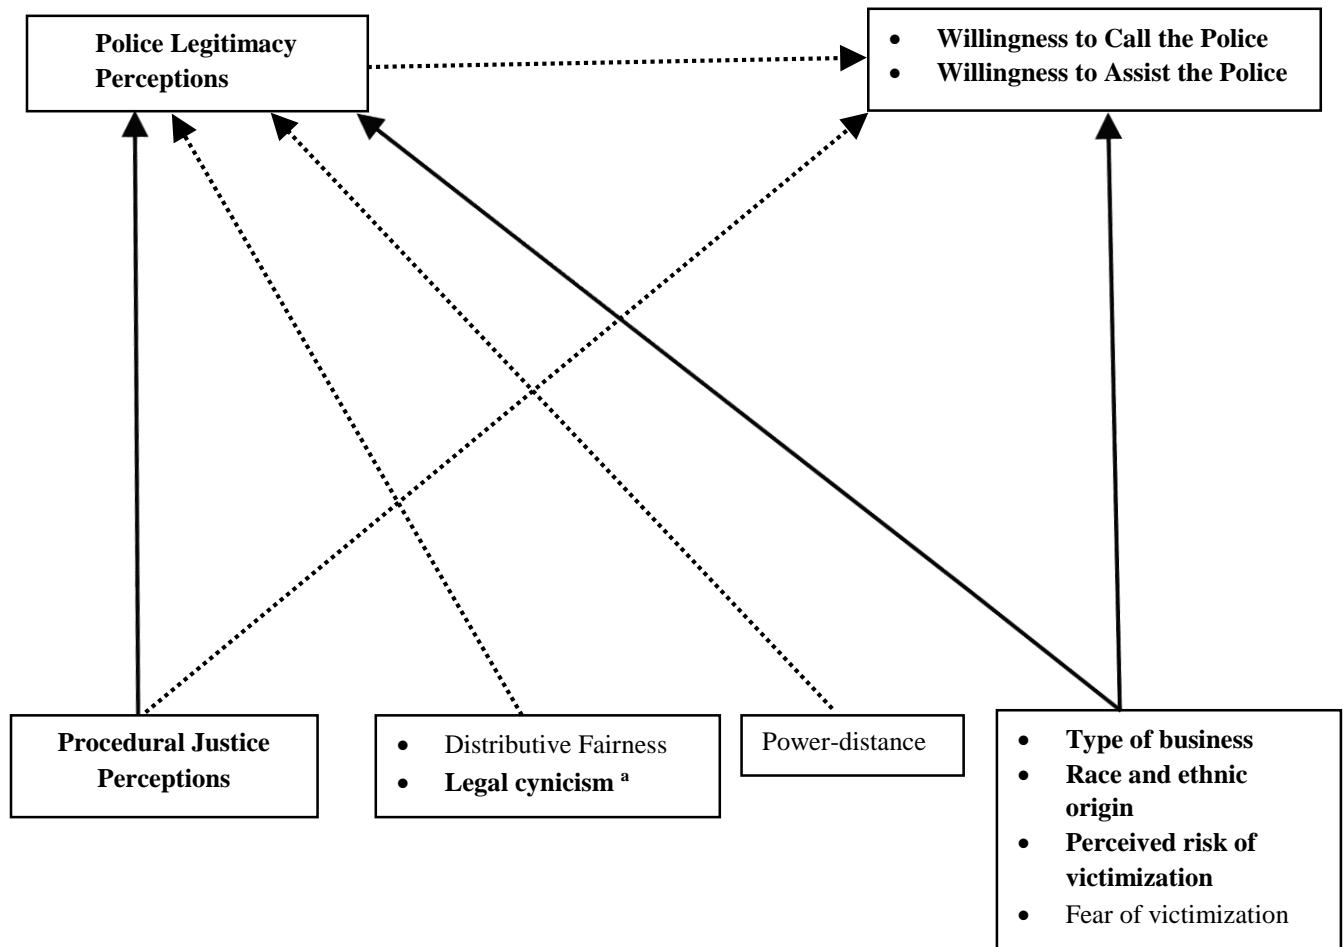 Police Legitimacy
Perceptions
• Willingness to Call the Police
• Willingness to Assist the Police
Procedural Justice
Perceptions
• Distributive Fairness
• Legal cynicism a
Power-distance
• Type of business
• Race and ethnic
origin
• Perceived risk of
victimization
• Fear of victimization